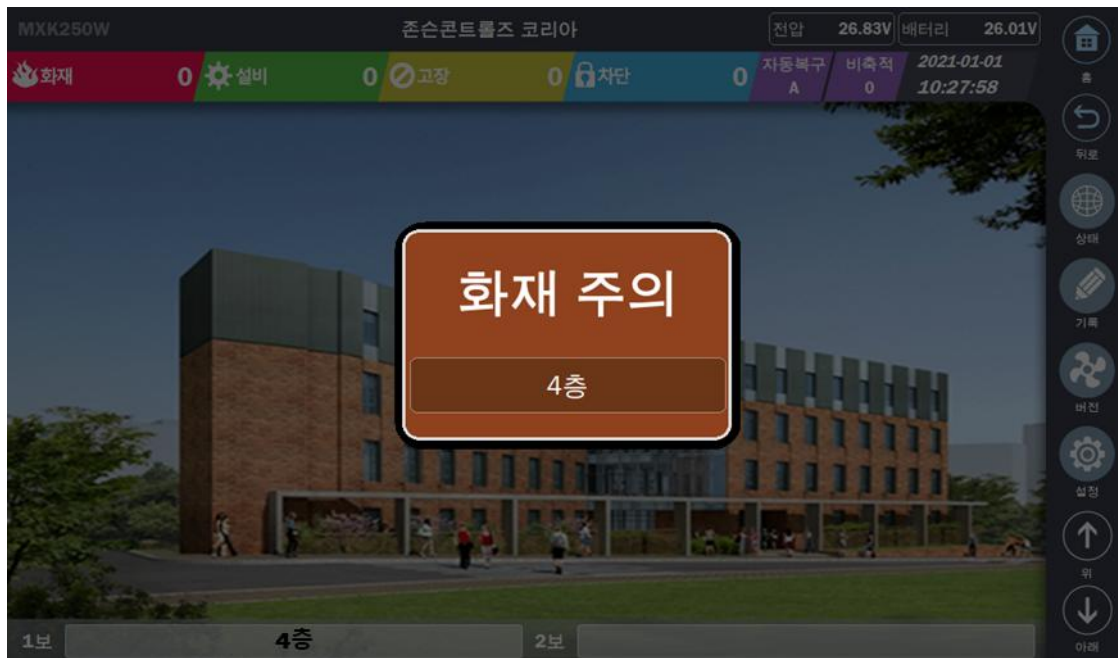 MXK250W 존슨콘트롤즈 코리아 전압 26.83V 배터리 26.01V
화재 0 설비 0 고장 0 차단 0 자동복구 A 비축적 0 2021-01-01 10:27:58
홈
뒤로
상태
기록
버전
설정
위
아래
화재 주의
4층
1보 4층 2보